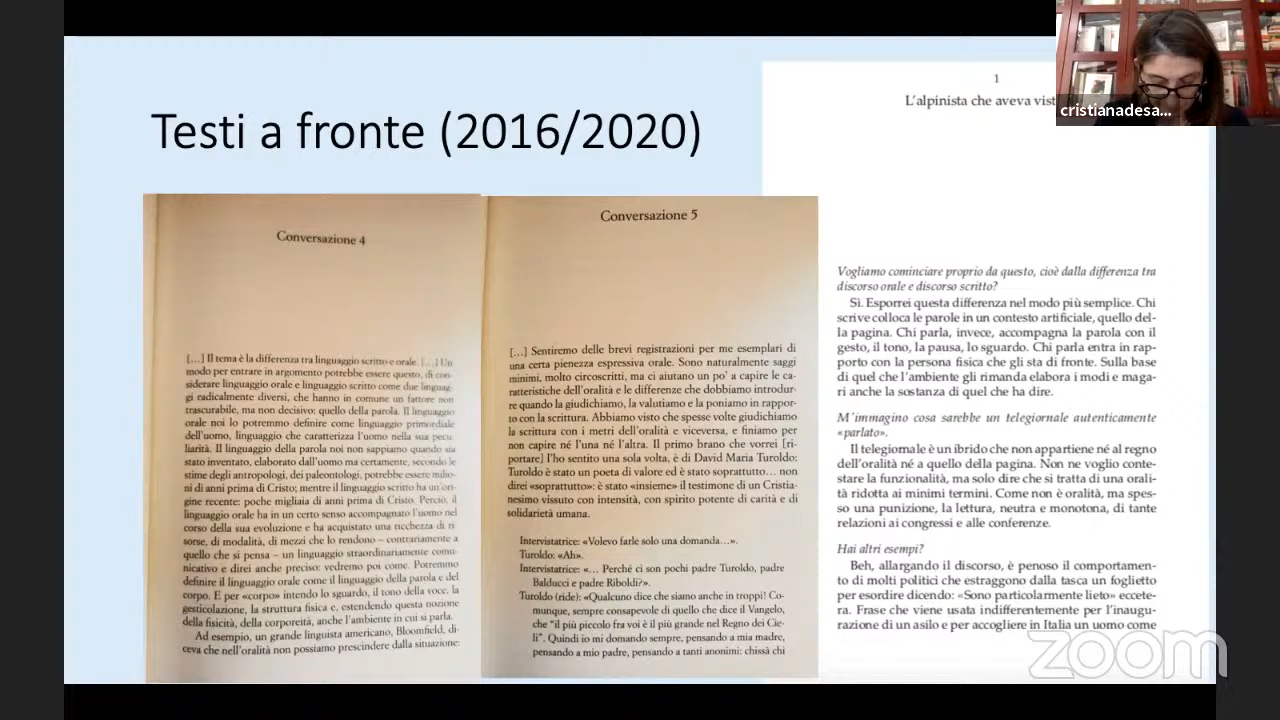 Testi a fronte (2016/2020)
Conversazione 4
[…] Il tema è la differenza tra linguaggio scritto e orale. […] Un
modo per entrare in argomento potrebbe essere questo, di con-
siderare linguaggio orale e linguaggio scritto come due linguag-
gi radicalmente diversi, che hanno in comune un fattore non
trascurabile, ma non decisivo: quello della parola. Il linguaggio
orale noi lo potremmo definire come linguaggio primordiale
dell'uomo, linguaggio che caratterizza l'uomo nella sua pecu
liarità. Il linguaggio della parola noi non sappiamo quando sia
stato inventato, elaborato dall'uomo ma certamente, secondo le
stime degli antropologi, dei paleontologi, potrebbe essere milio-
ni di anni prima di Cristo; mentre il linguaggio scritto ha un'ori-
gine recente: poche migliaia di anni prima di Cristo. Perciò, il
linguaggio orale ha in un certo senso accompagnato l'uomo nel
corso della sua evoluzione e ha acquistato una ricchezza di ri-
sorse, di modalità, di mezzi che lo rendono – contrariamente a
quello che si pensa – un linguaggio straordinariamente comu-
nicativo e direi anche preciso: vedremo poi come. Potremmo
definire il linguaggio orale come il linguaggio della parola e del
corpo. E per «corpo» intendo lo sguardo, il tono della voce, la
gesticolazione, la struttura fisica e, estendendo questa nozione
della fisicità, della corporeità, anche l'ambiente in cui si parla.
Ad esempio, un grande linguista americano, Bloomfield, di-
ceva che nell'oralità non possiamo prescindere dalla situazione:
Conversazione 5
[…] Sentiremo delle brevi registrazioni per me esemplari di
una certa pienezza espressiva orale. Sono naturalmente saggi
minimi, molto circoscritti, ma ci aiutano un po' a capire le ca-
ratteristiche dell'oralità e le differenze che dobbiamo introdur-
re quando la giudichiamo, la valutiamo e la poniamo in rappor-
to con la scrittura. Abbiamo visto che spesse volte giudichiamo
la scrittura con i metri dell'oralità e viceversa, e finiamo per
non capire né l'una né l'altra. Il primo brano che vorrei [ri-
portare] l'ho sentito una sola volta, è di David Maria Turoldo:
Turoldo è stato un poeta di valore ed è stato soprattutto… non
direi «soprattutto»: è stato «insieme» il testimone di un Cristia-
nesimo vissuto con intensità, con spirito potente di carità e di
solidarietà umana.
Intervistatrice: «Volevo farle solo una domanda…».
Turoldo: «Ah».
Intervistatrice: «… Perché ci son pochi padre Turoldo, padre
Balducci e padre Riboldi?».
Turoldo (ride): «Qualcuno dice che siamo anche in troppi! Co-
munque, sempre consapevole di quello che dice il Vangelo,
che "il più piccolo fra voi è il più grande nel Regno dei Cie-
li". Quindi io mi domando sempre, pensando a mia madre,
pensando a mio padre, pensando a tanti anonimi: chissà chi
1
L'alpinista che aveva vist
Vogliamo cominciare proprio da questo, cioè dalla differenza tra
discorso orale e discorso scritto?
Sì. Esporrei questa differenza nel modo più semplice. Chi
scrive colloca le parole in un contesto artificiale, quello del-
la pagina. Chi parla, invece, accompagna la parola con il
gesto, il tono, la pausa, lo sguardo. Chi parla entra in rap-
porto con la persona fisica che gli sta di fronte. Sulla base
di quel che l'ambiente gli rimanda elabora i modi e maga-
ri anche la sostanza di quel che ha dire.
M'immagino cosa sarebbe un telegiornale autenticamente
«parlato».
Il telegiornale è un ibrido che non appartiene né al regno
dell'oralità né a quello della pagina. Non ne voglio conte-
stare la funzionalità, ma solo dire che si tratta di una orali-
tà ridotta ai minimi termini. Come non è oralità, ma spes-
so una punizione, la lettura, neutra e monotona, di tante
relazioni ai congressi e alle conferenze.
Hai altri esempi?
Beh, allargando il discorso, è penoso il comportamen-
to di molti politici che estraggono dalla tasca un foglietto
per esordire dicendo: «Sono particolarmente lieto» eccete-
ra. Frase che viene usata indifferentemente per l'inaugu-
razione di un asilo e per accogliere in Italia un uomo come
cristianadesa...
zoom